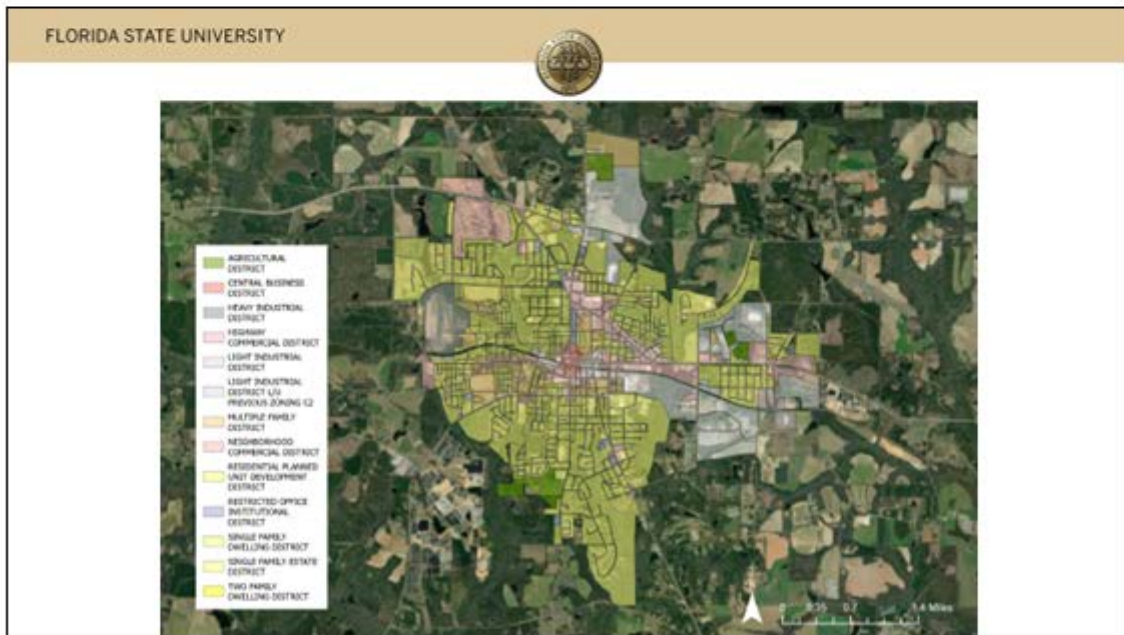 FLORIDA STATE UNIVERSITY
AGRICULTURAL
DISTRICT
CENTRAL BUSINESS
DISTRICT
HEAVY INDUSTRIAL
DISTRICT
HIGHWAY
COMMERCIAL DISTRICT
LIGHT INDUSTRIAL
DISTRICT
LIGHT INDUSTRIAL
DISTRICT L/U
PREVIOUS ZONING C2
MULTIPLE FAMILY
DISTRICT
NEIGHBORHOOD
COMMERCIAL DISTRICT
RESIDENTIAL PLANNED
UNIT DEVELOPMENT
DISTRICT
RESTRICTED OFFICE
INSTITUTIONAL
DISTRICT
SINGLE FAMILY
DWELLING DISTRICT
SINGLE FAMILY ESTATE
DISTRICT
TWO FAMILY
DWELLING DISTRICT
0 0.35 0.7 1.4 Miles